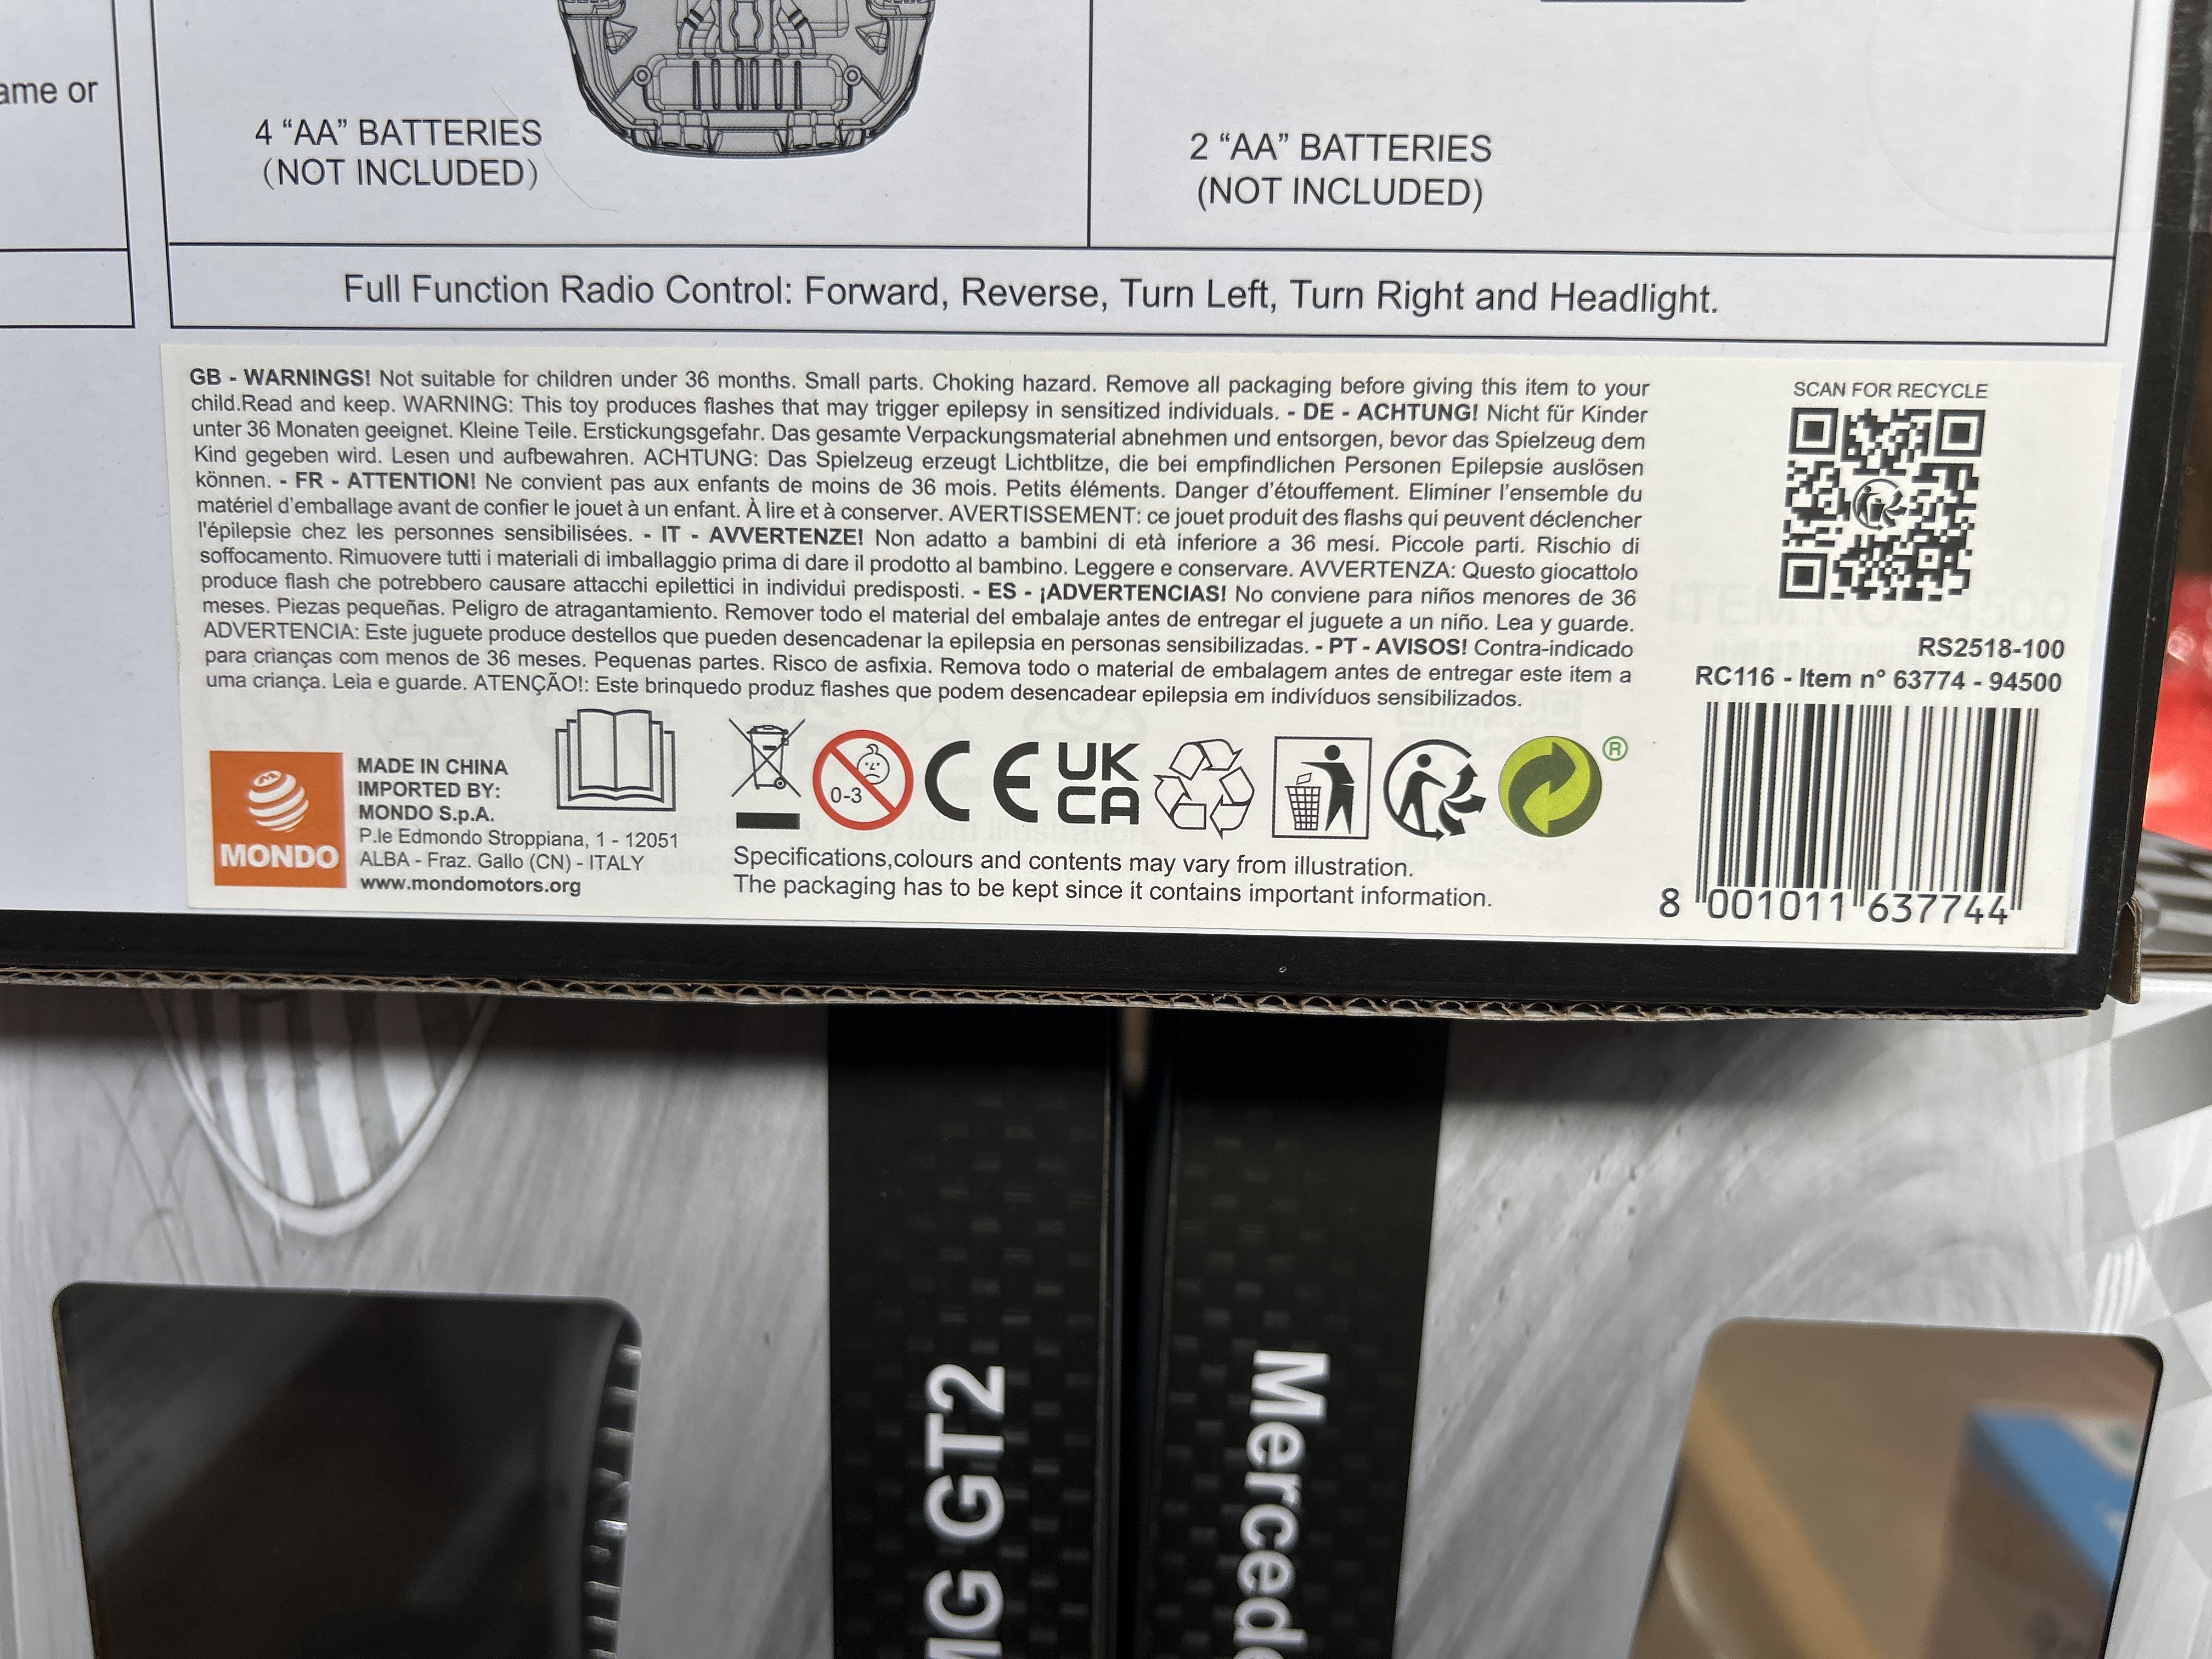 ame or
4 “AA” BATTERIES
(NOT INCLUDED)
2 “AA” BATTERIES
(NOT INCLUDED)
Full Function Radio Control: Forward, Reverse, Turn Left, Turn Right and Headlight.
GB - WARNINGS! Not suitable for children under 36 months. Small parts. Choking hazard. Remove all packaging before giving this item to your
child.Read and keep. WARNING: This toy produces flashes that may trigger epilepsy in sensitized individuals. - DE - ACHTUNG! Nicht für Kinder
unter 36 Monaten geeignet. Kleine Teile. Erstickungsgefahr. Das gesamte Verpackungsmaterial abnehmen und entsorgen, bevor das Spielzeug dem
Kind gegeben wird. Lesen und aufbewahren. ACHTUNG: Das Spielzeug erzeugt Lichtblitze, die bei empfindlichen Personen Epilepsie auslösen
können. - FR - ATTENTION! Ne convient pas aux enfants de moins de 36 mois. Petits éléments. Danger d’étouffement. Eliminer l’ensemble du
matériel d’emballage avant de confier le jouet à un enfant. À lire et à conserver. AVERTISSEMENT: ce jouet produit des flashs qui peuvent déclencher
l’épilepsie chez les personnes sensibilisées. - IT - AVVERTENZE! Non adatto a bambini di età inferiore a 36 mesi. Piccole parti. Rischio di
soffocamento. Rimuovere tutti i materiali di imballaggio prima di dare il prodotto al bambino. Leggere e conservare. AVVERTENZA: Questo giocattolo
produce flash che potrebbero causare attacchi epilettici in individui predisposti. - ES - ¡ADVERTENCIAS! No conviene para niños menores de 36
meses. Piezas pequeñas. Peligro de atragantamiento. Remover todo el material del embalaje antes de entregar el juguete a un niño. Lea y guarde.
ADVERTENCIA: Este juguete produce destellos que pueden desencadenar la epilepsia en personas sensibilizadas. - PT - AVISOS! Contra-indicado
para crianças com menos de 36 meses. Pequenas partes. Risco de asfixia. Remova todo o material de embalagem antes de entregar este item a
uma criança. Leia e guarde. ATENÇÃO!: Este brinquedo produz flashes que podem desencadear epilepsia em indivíduos sensibilizados.
SCAN FOR RECYCLE
RS2518-100
RC116 - Item n° 63774 - 94500
8 001011 637744
MONDO
MADE IN CHINA
IMPORTED BY:
MONDO S.p.A.
P.le Edmondo Stroppiana, 1 - 12051
ALBA - Fraz. Gallo (CN) - ITALY
www.mondomotors.org
0-3
CE
UK
CA
®
Specifications,colours and contents may vary from illustration.
The packaging has to be kept since it contains important information.
MG GT2
Merced